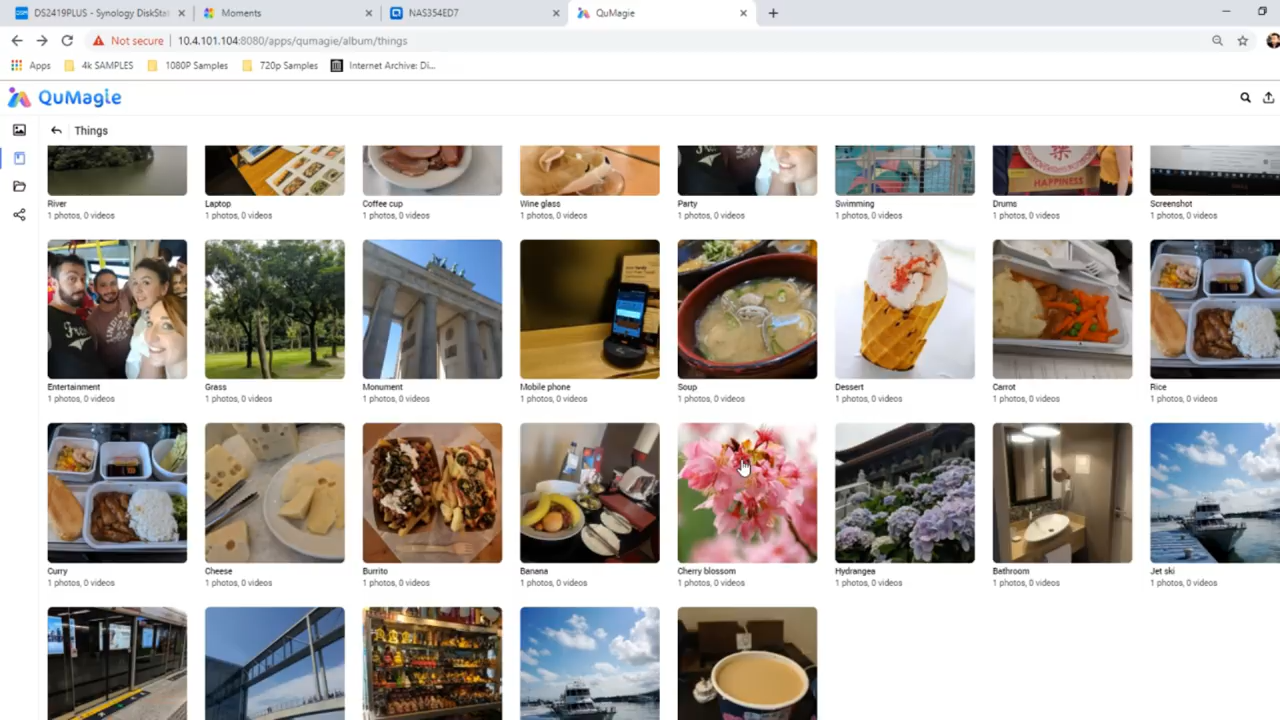 DS2419PLUS - Synology DiskSta
Moments
NAS354ED7
QuMagie
Not secure
10.4.101.104:8080/apps/qumagie/album/things
Apps
4k SAMPLES
1080P Samples
720p Samples
Internet Archive: Di...
QuMagie
Things
HAPPINESS
River
Laptop
Coffee cup
Wine glass
Party
Swimming
Drums
Screenshot
1 photos, 0 videos
1 photos, 0 videos
1 photos, 0 videos
1 photos, 0 videos
1 photos, 0 videos
1 photos, 0 videos
1 photos, 0 videos
1 photos, 0 videos
Entertainment
Grass
Monument
Mobile phone
Soup
Dessert
Carrot
Rice
1 photos, 0 videos
1 photos, 0 videos
1 photos, 0 videos
1 photos, 0 videos
1 photos, 0 videos
1 photos, 0 videos
1 photos, 0 videos
1 photos, 0 videos
Curry
Cheese
Burrito
Banana
Cherry blossom
Hydrangea
Bathroom
Jet ski
1 photos, 0 videos
1 photos, 0 videos
1 photos, 0 videos
1 photos, 0 videos
1 photos, 0 videos
1 photos, 0 videos
1 photos, 0 videos
1 photos, 0 videos